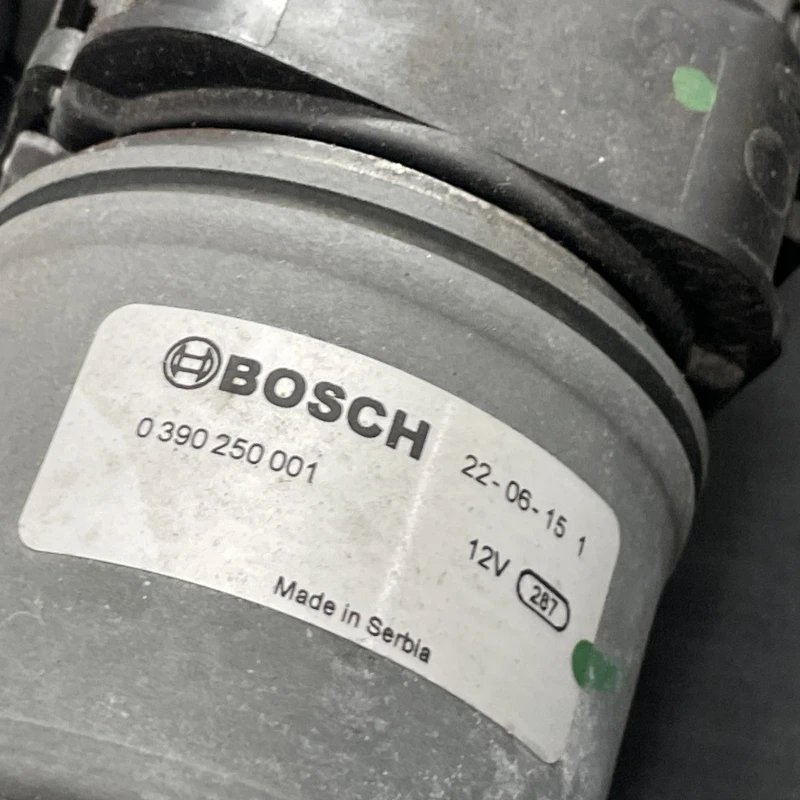 BOSCH
0 390 250 001
22-06-15 1
12V 287
Made in Serbia